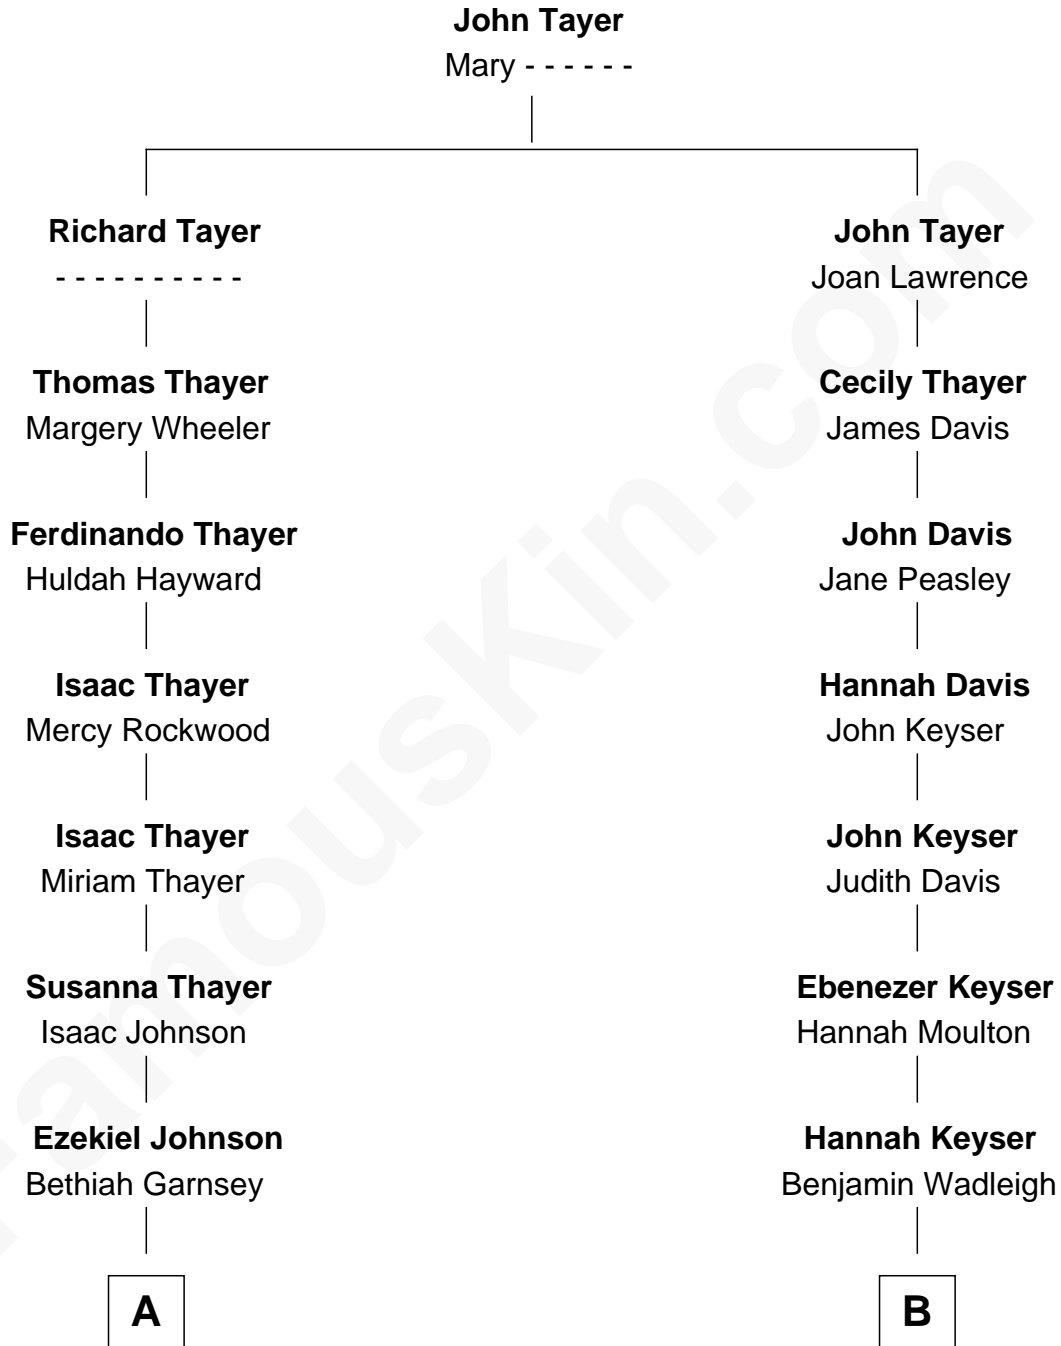 John Tayer
Mary - - - - - -
Richard Tayer
- - - - - - - - - -
John Tayer
Joan Lawrence
Thomas Thayer
Margery Wheeler
Cecily Thayer
James Davis
Ferdinando Thayer
Huldah Hayward
John Davis
Jane Peasley
Isaac Thayer
Mercy Rockwood
Hannah Davis
John Keyser
Isaac Thayer
Miriam Thayer
John Keyser
Judith Davis
Susanna Thayer
Isaac Johnson
Ebenezer Keyser
Hannah Moulton
Ezekiel Johnson
Bethiah Garnsey
Hannah Keyser
Benjamin Wadleigh
A
B
FamousKin.com